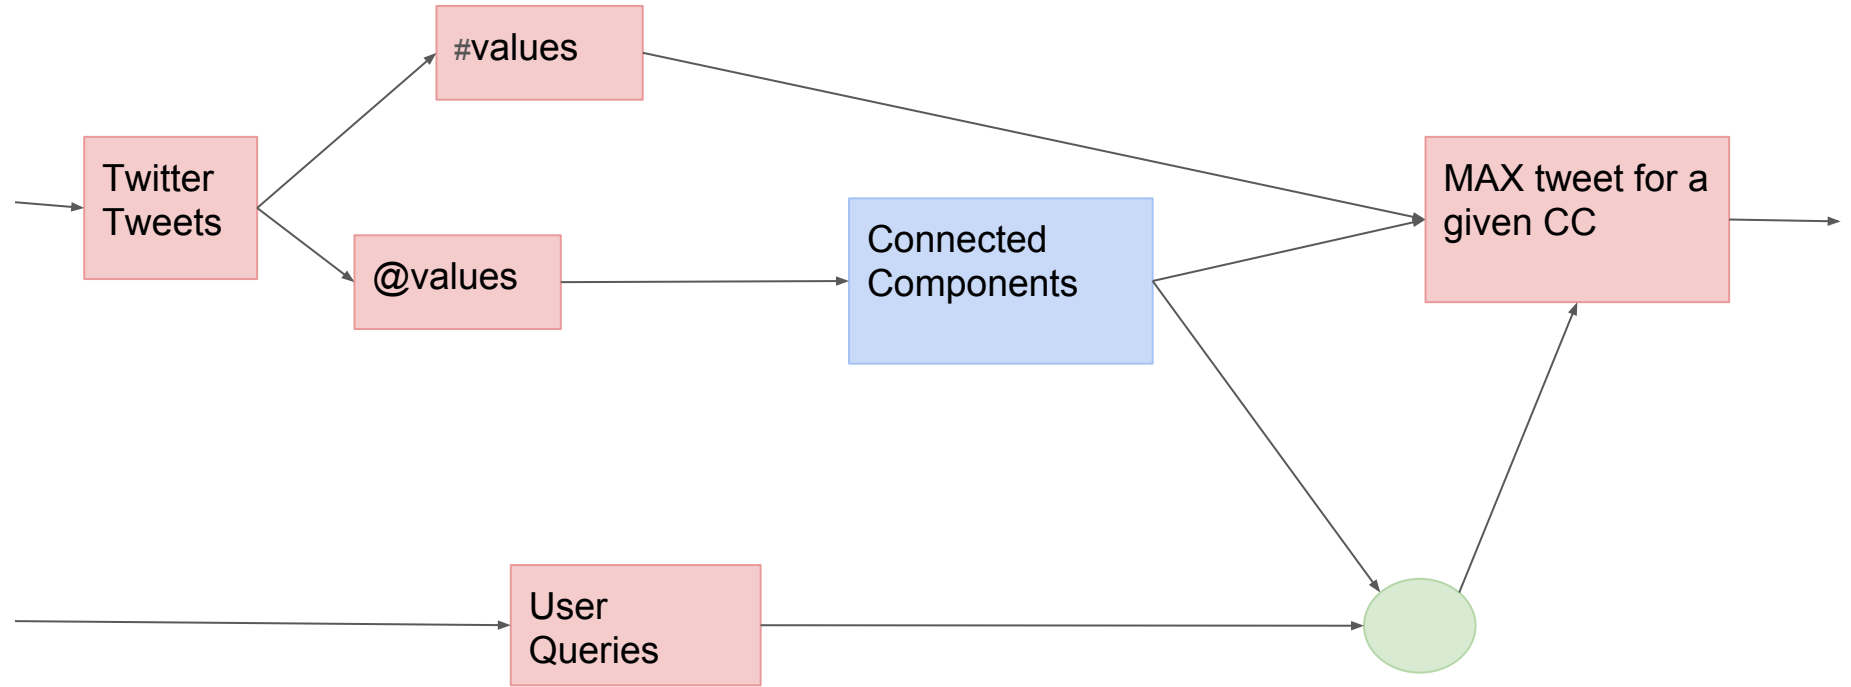 #values
Twitter
Tweets
@values
Connected
Components
MAX tweet for a
given CC
User
Queries